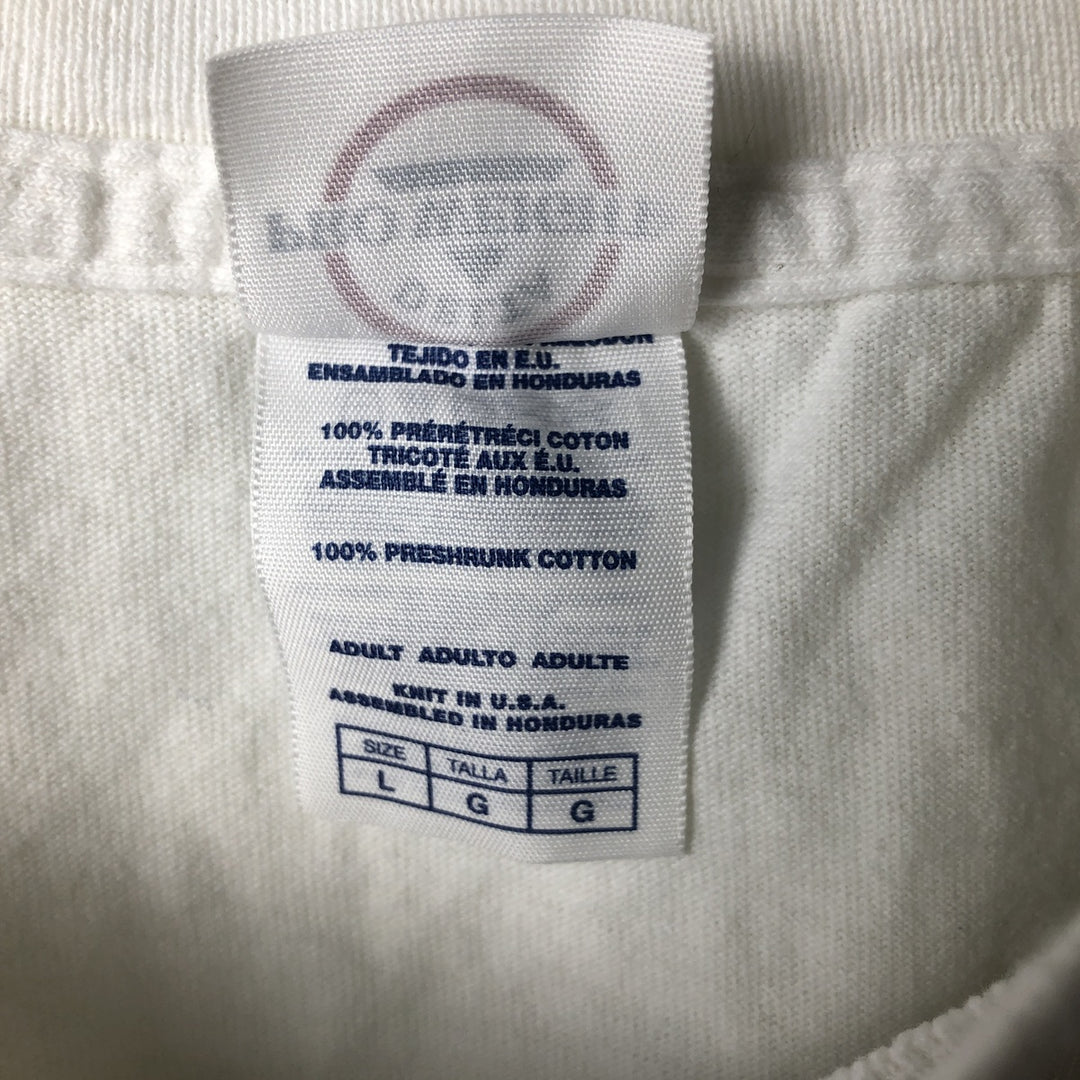 TEJIDO EN E.U.
ENSAMBLADO EN HONDURAS
100% PRÉRÉTRÉCI COTON
TRICOTÉ AUX É.U.
ASSEMBLÉ EN HONDURAS
100% PRESHRUNK COTTON
ADULT ADULTO ADULTE
KNIT IN U.S.A.
ASSEMBLED IN HONDURAS
SIZE TALLA TAILLE
L G G